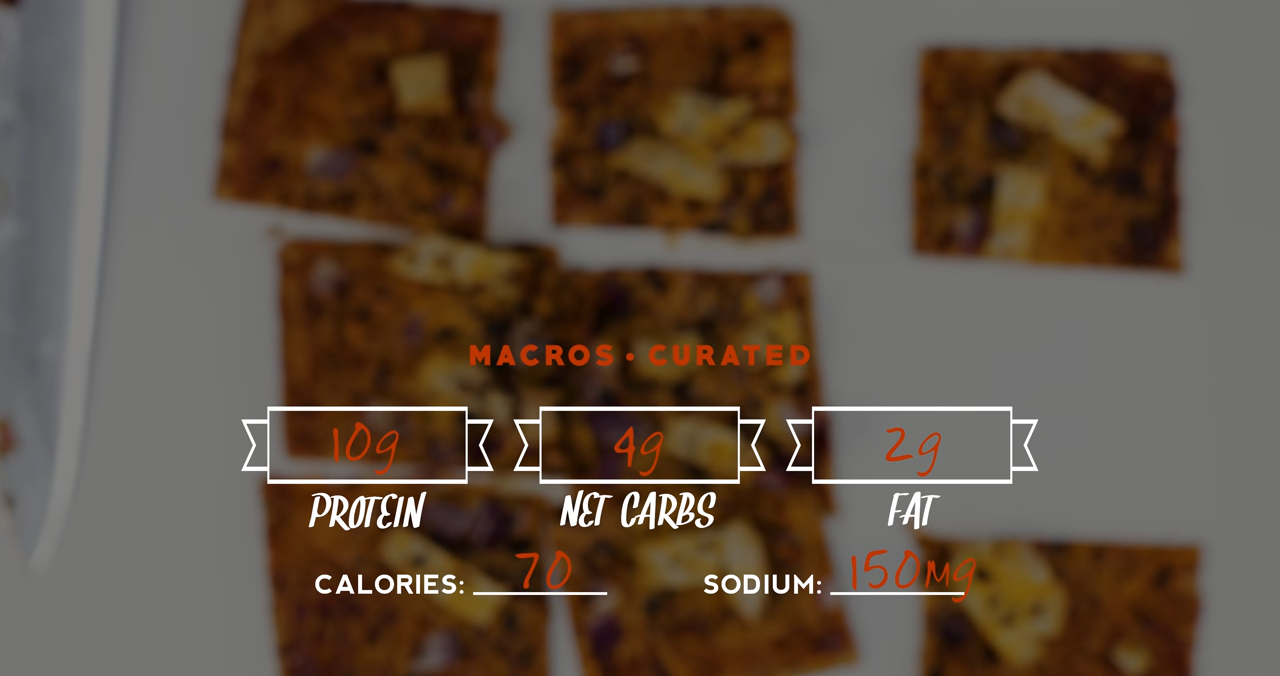 MACROS • CURATED
10g 4g 2g
PROTEIN NET CARBS FAT
CALORIES: 70 SODIUM: 150mg